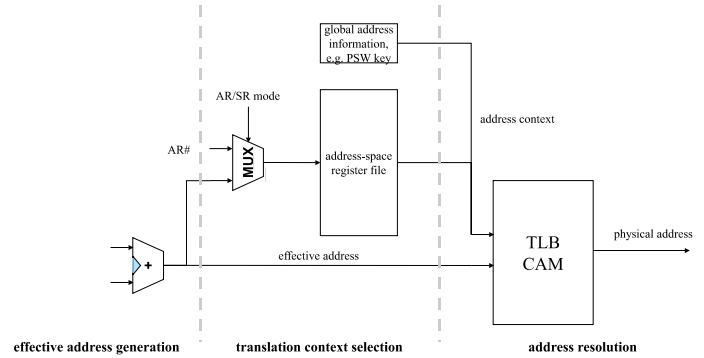 global address
information,
e.g. PSW key
AR/SR mode
address context
AR#
MUX
address-space
register file
physical address
TLB
CAM
effective address
+
effective address generation
translation context selection
address resolution